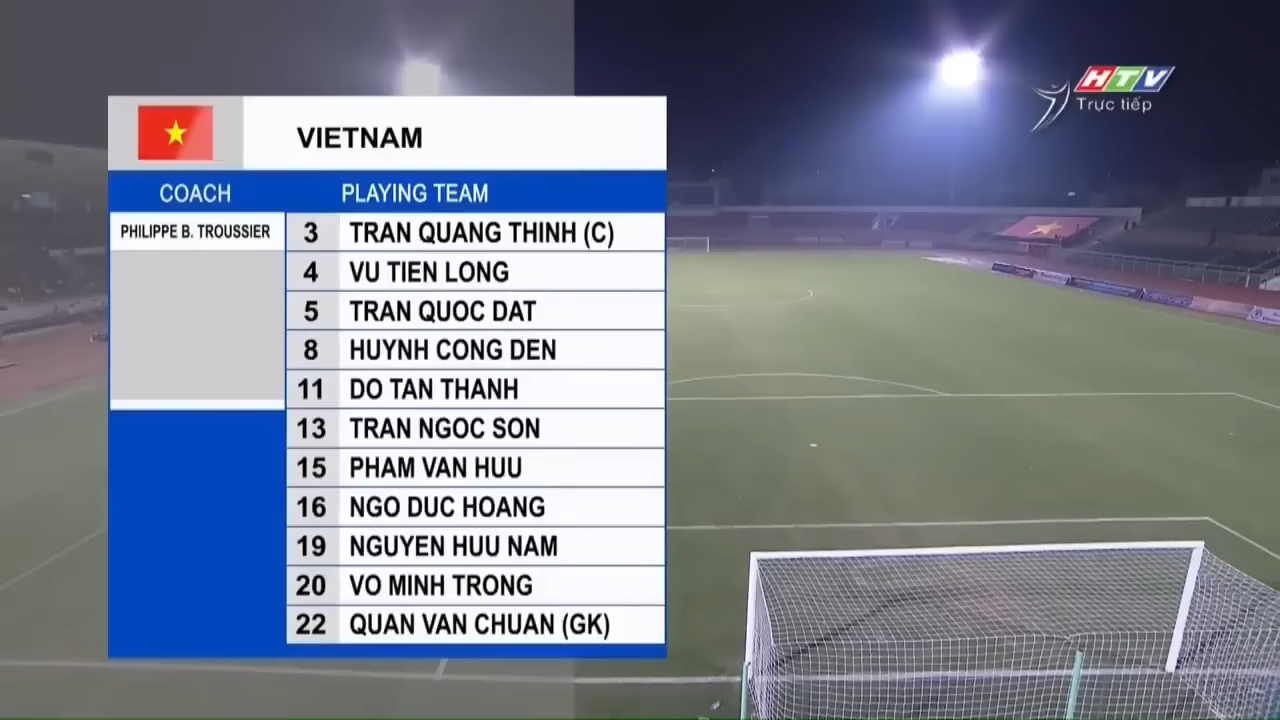 HTV
Trực tiếp
VIETNAM
COACH
PLAYING TEAM
PHILIPPE B. TROUSSIER
3 TRAN QUANG THINH (C)
4 VU TIEN LONG
5 TRAN QUOC DAT
8 HUYNH CONG DEN
11 DO TAN THANH
13 TRAN NGOC SON
15 PHAM VAN HUU
16 NGO DUC HOANG
19 NGUYEN HUU NAM
20 VO MINH TRONG
22 QUAN VAN CHUAN (GK)